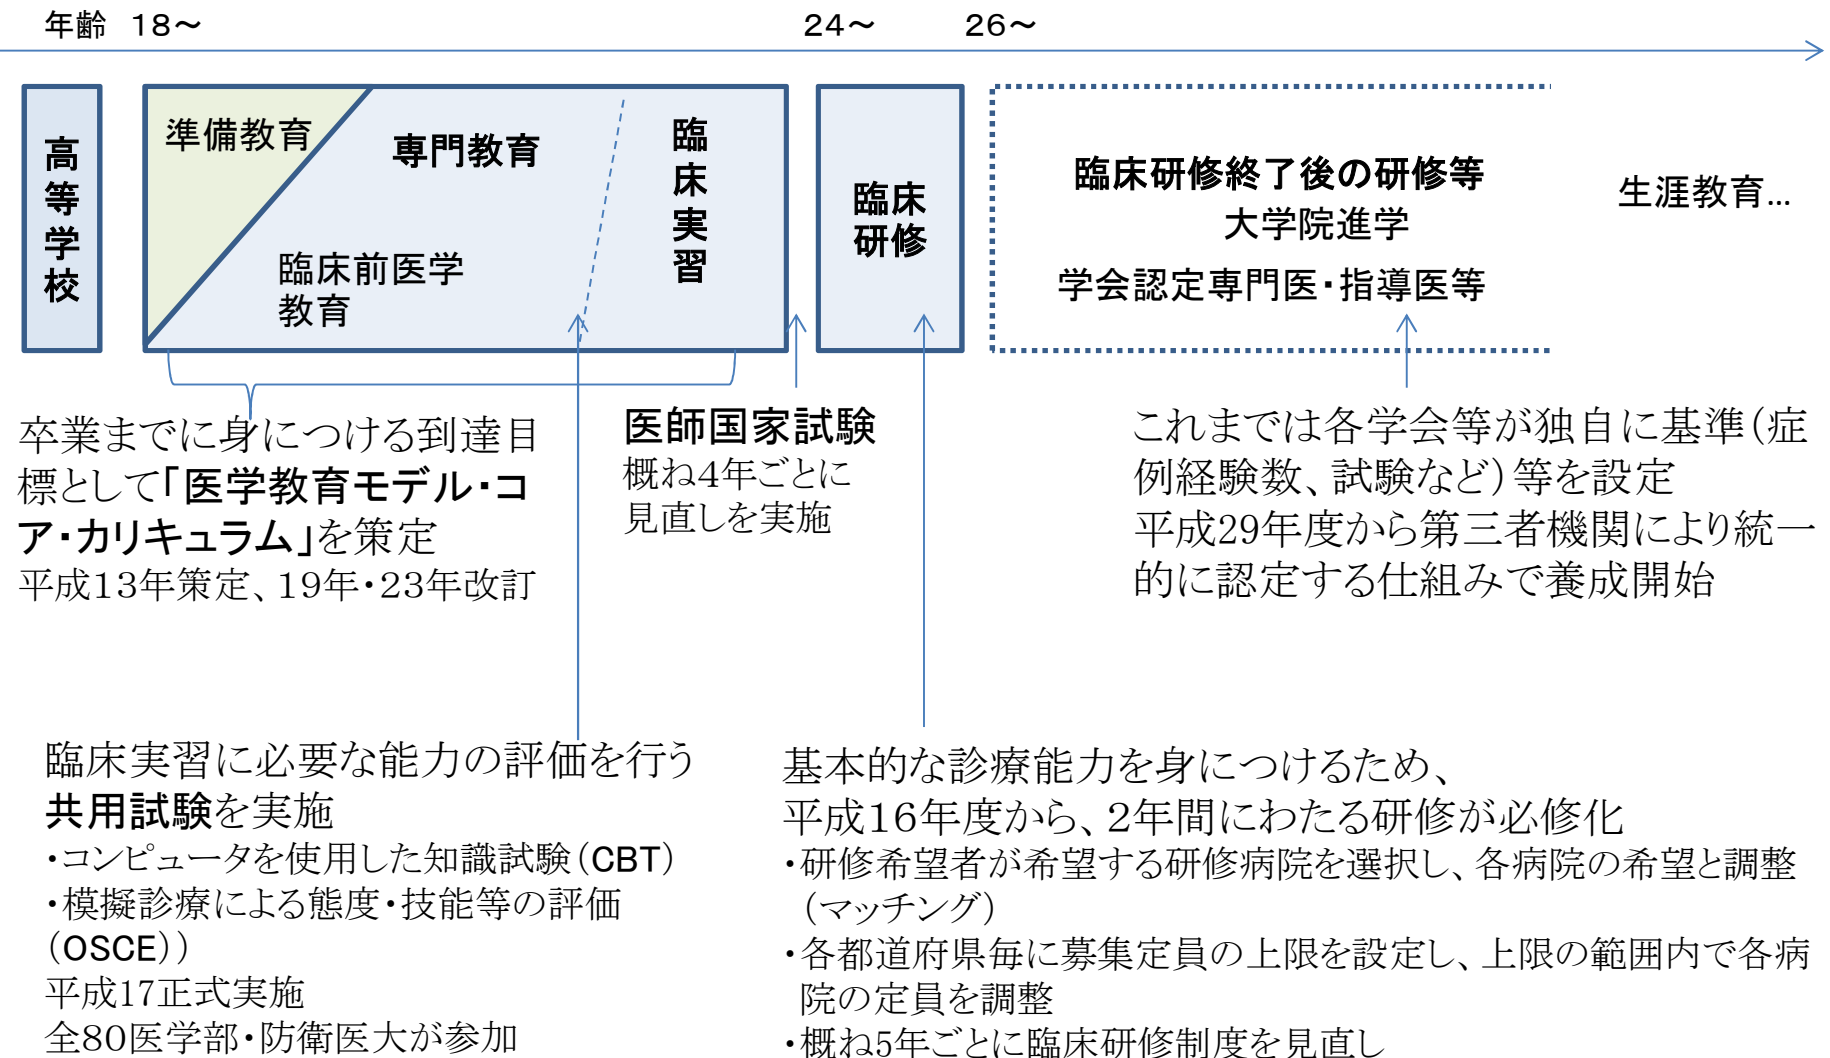 年齢 18～ 24～ 26～
高等学校
準備教育
専門教育
臨床前医学
教育
臨床実習
臨床
研修
臨床研修終了後の研修等
大学院進学
学会認定専門医・指導医等
生涯教育…
卒業までに身につける到達目
標として「医学教育モデル・コ
ア・カリキュラム」を策定
平成13年策定、19年・23年改訂
医師国家試験
概ね4年ごとに
見直しを実施
これまでは各学会等が独自に基準（症
例経験数、試験など）等を設定
平成29年度から第三者機関により統一
的に認定する仕組みで養成開始
臨床実習に必要な能力の評価を行う
共用試験を実施
・コンピュータを使用した知識試験（CBT）
・模擬診療による態度・技能等の評価
（OSCE））
平成17正式実施
全80医学部・防衛医大が参加
基本的な診療能力を身につけるため、
平成16年度から、2年間にわたる研修が必修化
・研修希望者が希望する研修病院を選択し、各病院の希望と調整
（マッチング）
・各都道府県毎に募集定員の上限を設定し、上限の範囲内で各病
院の定員を調整
・概ね5年ごとに臨床研修制度を見直し